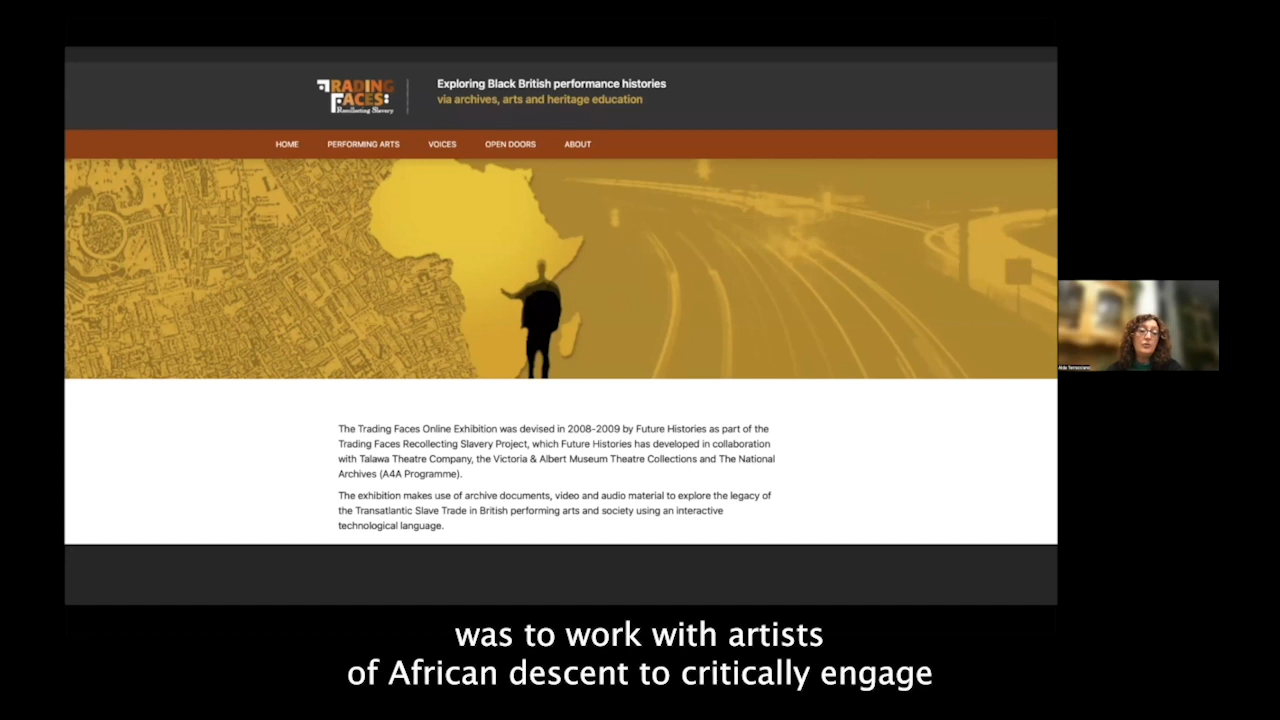 TRADING
FACES:
Recollecting Slavery
Exploring Black British performance histories
via archives, arts and heritage education
HOME PERFORMING ARTS VOICES OPEN DOORS ABOUT
The Trading Faces Online Exhibition was devised in 2008-2009 by Future Histories as part of the
Trading Faces Recollecting Slavery Project, which Future Histories has developed in collaboration
with Talawa Theatre Company, the Victoria & Albert Museum Theatre Collections and The National
Archives (A4A Programme).
The exhibition makes use of archive documents, video and audio material to explore the legacy of
the Transatlantic Slave Trade in British performing arts and society using an interactive
technological language.
was to work with artists
of African descent to critically engage